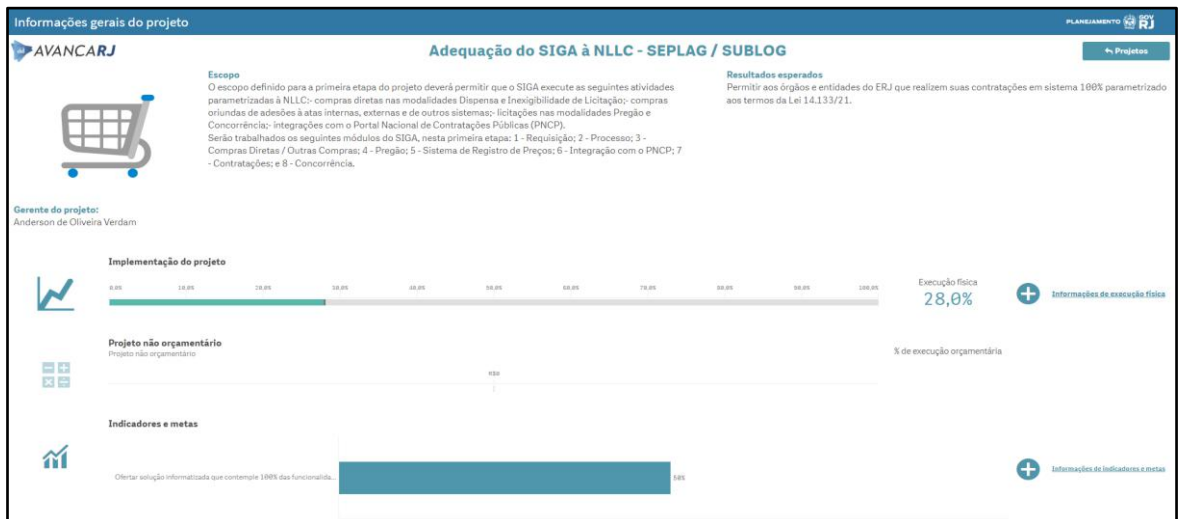 Informações gerais do projeto
PLANEJAMENTO GOV RJ
AVANCARJ
Adequação do SIGA à NLLC - SEPLAG / SUBLOG
Projetos
Escopo
O escopo definido para a primeira etapa do projeto deverá permitir que o SIGA execute as seguintes atividades
parametrizadas à NLLC:- compras diretas nas modalidades Dispensa e Inexigibilidade de Licitação;- compras
oriundas de adesões à atas internas, externas e de outros sistemas;- licitações nas modalidades Pregão e
Concorrência;- integrações com o Portal Nacional de Contratações Públicas (PNCP).
Serão trabalhados os seguintes módulos do SIGA, nesta primeira etapa: 1 - Requisição; 2 - Processo; 3 -
Compras Diretas / Outras Compras; 4 - Pregão; 5 - Sistema de Registro de Preços; 6 - Integração com o PNCP; 7
- Contratações; e 8 - Concorrência.
Resultados esperados
Permitir aos órgãos e entidades do ERJ que realizem suas contratações em sistema 100% parametrizado
aos termos da Lei 14.133/21.
Gerente do projeto:
Anderson de Oliveira Verdam
Implementação do projeto
0,0% 10,0% 20,0% 30,0% 40,0% 50,0% 60,0% 70,0% 80,0% 90,0% 100,0%
Execução física
28,0%
Informações de execução física
Projeto não orçamentário
Projeto não orçamentário
R$0
% de execução orçamentária
Indicadores e metas
Ofertar solução informatizada que contemple 100% das funcionalida...
50%
Informações de indicadores e metas